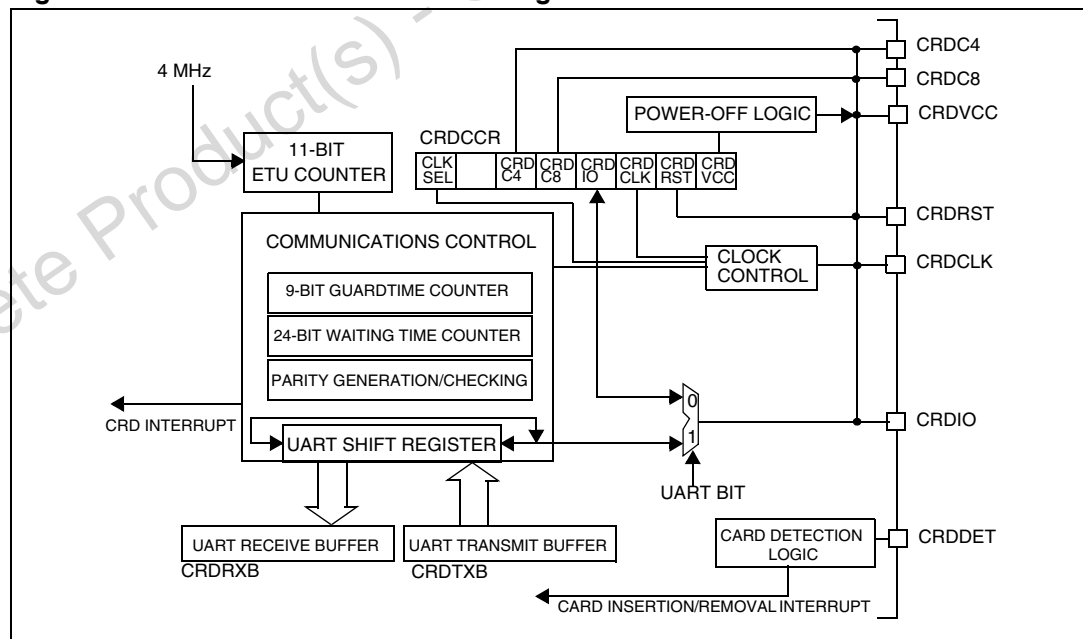 ete Product(s) -
4 MHz
11-BIT
ETU COUNTER
CRDCCR
CLK
SEL
CRD
C4
CRD
C8
CRD
IO
CRD
CLK
CRD
RST
CRD
VCC
POWER-OFF LOGIC
CRDC4
CRDC8
CRDVCC
CRDRST
CRDCLK
COMMUNICATIONS CONTROL
9-BIT GUARDTIME COUNTER
24-BIT WAITING TIME COUNTER
PARITY GENERATION/CHECKING
UART SHIFT REGISTER
CLOCK
CONTROL
CRD INTERRUPT
0
1
UART BIT
CRDIO
UART RECEIVE BUFFER
CRDRXB
UART TRANSMIT BUFFER
CRDTXB
CARD DETECTION
LOGIC
CRDDET
CARD INSERTION/REMOVAL INTERRUPT